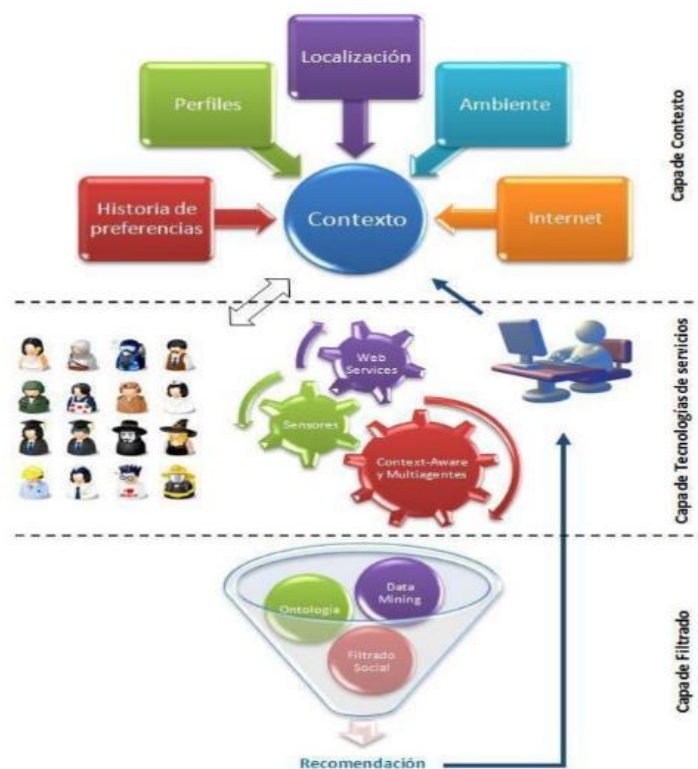 Localización
Perfiles
Ambiente
Historia de
preferencias
Contexto
Internet
Capa de Contexto
Web
Services
Sensores
Context-Aware
y Multiagentes
Capa de Tecnologías de servicios
Data
Mining
Ontología
Filtrado
Social
Recomendación
Capa de Filtrado